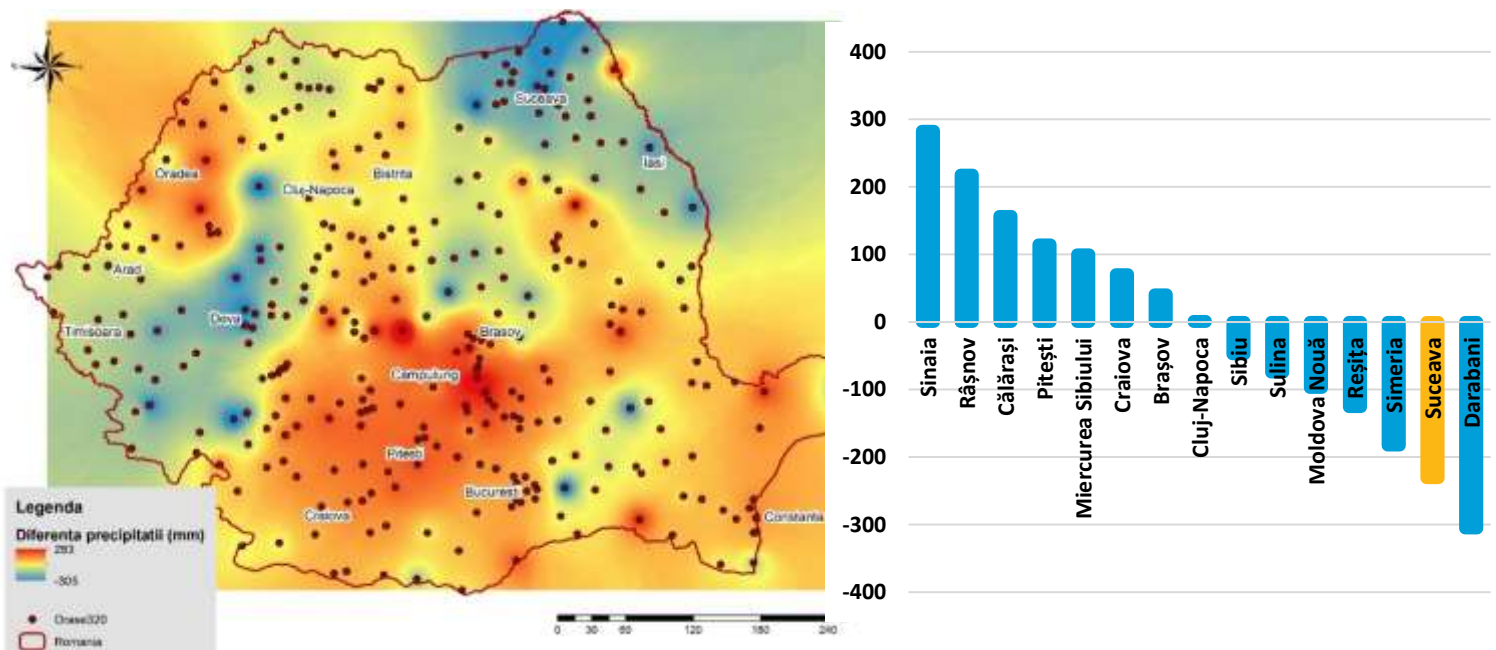 Suceava
Iasi
Oradea
Cluj-Napoca
Bistrita
Arad
Timisoara
Deva
Brasov
Campulung
Pitesti
Bucuresti
Craiova
Constanta
Legenda
Diferenta precipitatii (mm)
283
-305
Orase320
Romania
0 30 60 120 180 240
400
300
200
100
0
-100
-200
-300
-400
Sinaia
Râșnov
Călărași
Pitești
Miercurea Sibiului
Craiova
Brașov
Cluj-Napoca
Sibiu
Sulina
Moldova Nouă
Reșița
Simeria
Suceava
Darabani